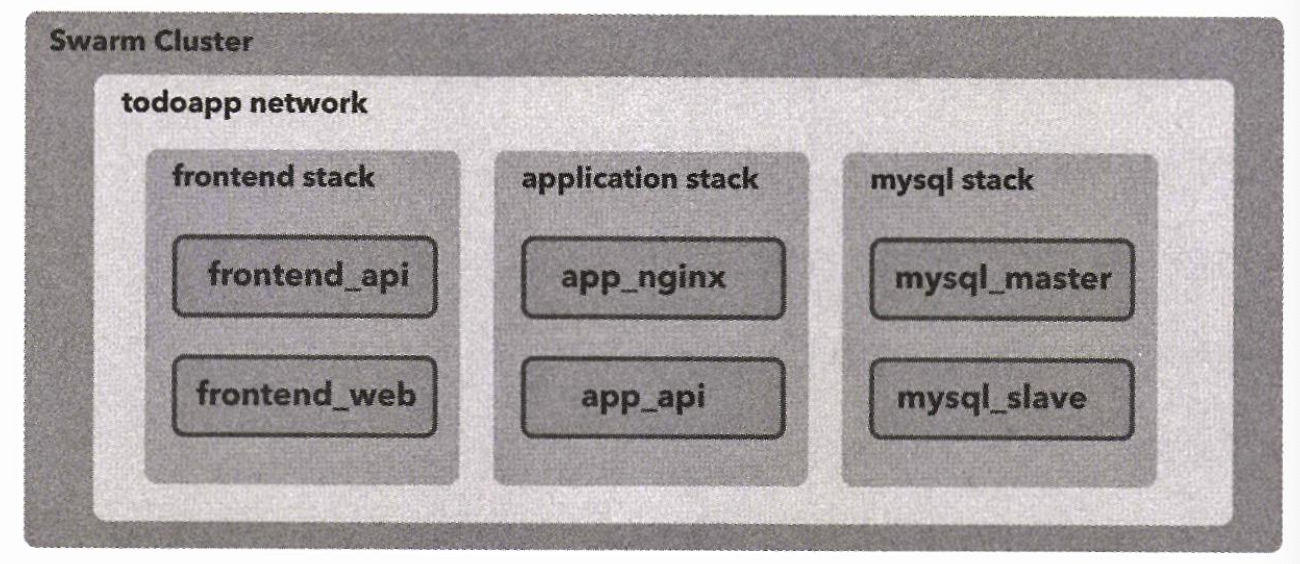 Swarm Cluster
todoapp network
frontend stack
frontend_api
frontend_web
application stack
app_nginx
app_api
mysql stack
mysql_master
mysql_slave